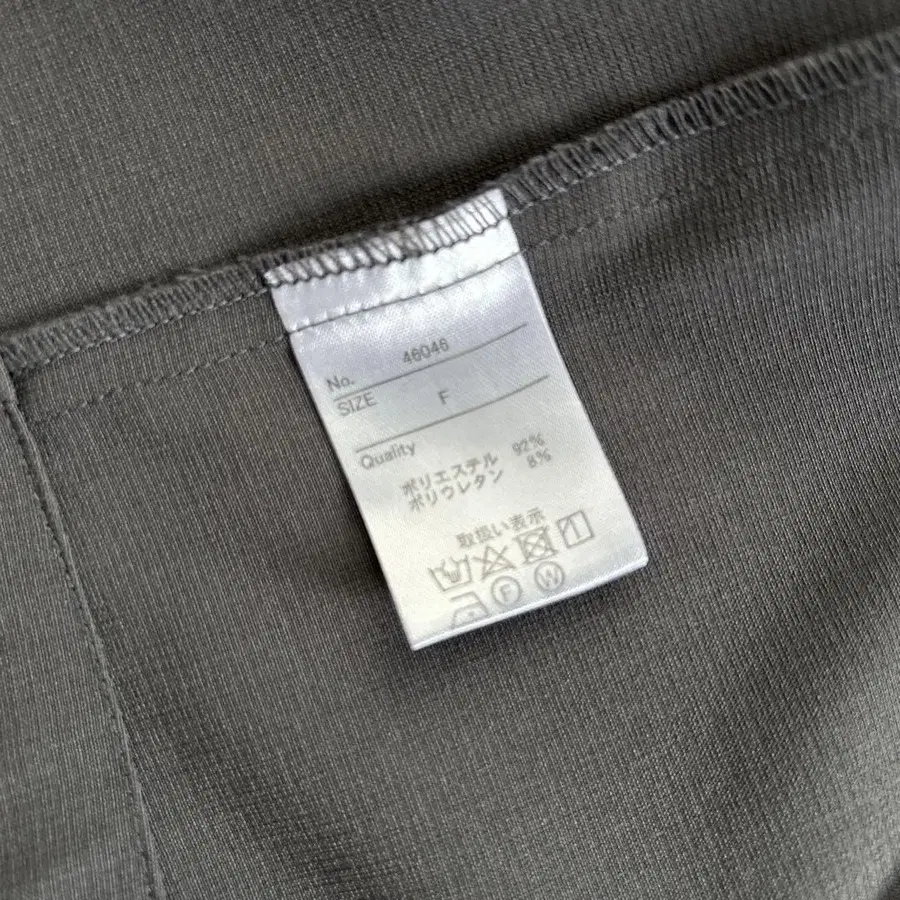 No. 46046
SIZE F
Quality
ポリエステル 92%
ポリウレタン 8%
取扱い表示
F W